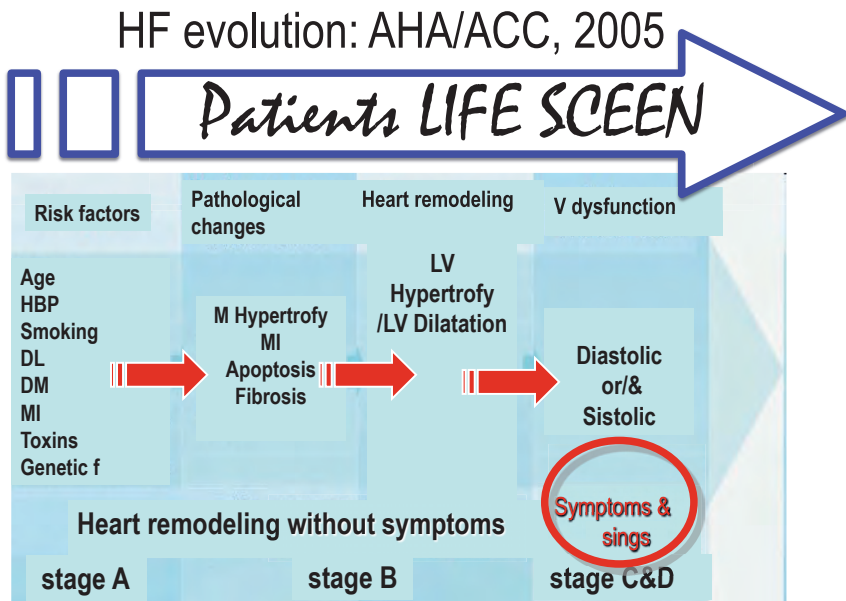 HF evolution: AHA/ACC, 2005
Patients LIFE SCEEN
Risk factors
Pathological
changes
Heart remodeling
V dysfunction
Age
HBP
Smoking
DL
DM
MI
Toxins
Genetic f
M Hypertrofy
MI
Apoptosis
Fibrosis
LV
Hypertrofy
/LV Dilatation
Diastolic
or/&
Sistolic
Heart remodeling without symptoms
Symptoms &
sings
stage A
stage B
stage C&D